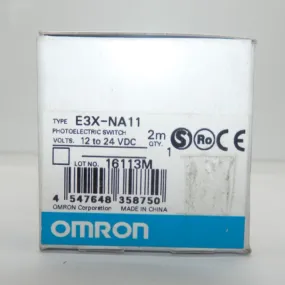 TYPE E3X-NA11
PHOTOELECTRIC SWITCH 2m
VOLTS. 12 to 24 VDC QTY.
1
LOT NO. 16113M
4 547648 358750
OMRON Corporation MADE IN CHINA
OMRON